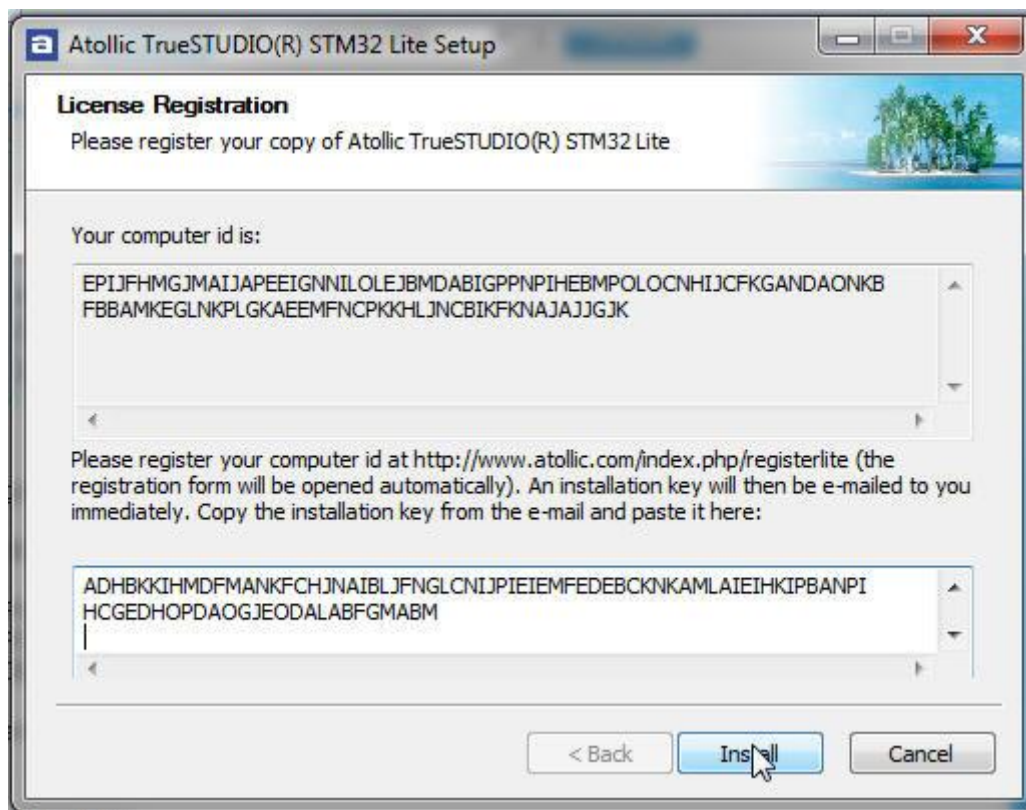 a Atollic TrueSTUDIO(R) STM32 Lite Setup
License Registration
Please register your copy of Atollic TrueSTUDIO(R) STM32 Lite
Your computer id is:
EPIJFHMGJMAIJAPEEIGNNILOLEJBMDABIGPPNPIHEBMPOLOCNHIJCFKGANDAONKB
FBBAMKEGLNKPLGKAEEMFNCPKKHLJNCBIKFKNAJAJJGJK
Please register your computer id at http://www.atollic.com/index.php/registerlite (the
registration form will be opened automatically). An installation key will then be e-mailed to you
immediately. Copy the installation key from the e-mail and paste it here:
ADHBKKIHMDFMANKFCHJNAIBLJFNGLCNIJPIEIEMFEDEBCKNKAMLAIEIHKIPBANPI
HCGEDHOPDAOGJEODALABFGMABM
< Back
Install
Cancel